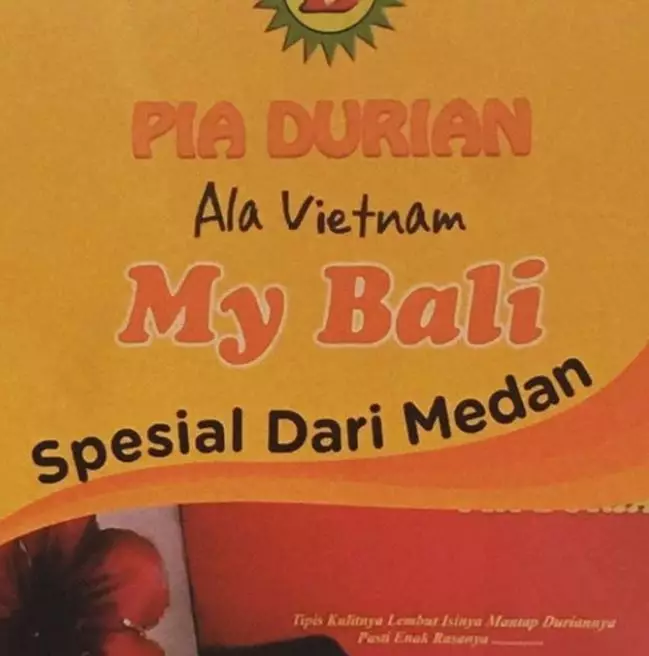 PIA DURIAN
Ala Vietnam
My Bali
Spesial Dari Medan
Tipis Kulitnya Lembut Isinya Mantap Duriannya
Pasti Enak Rasanya ..........